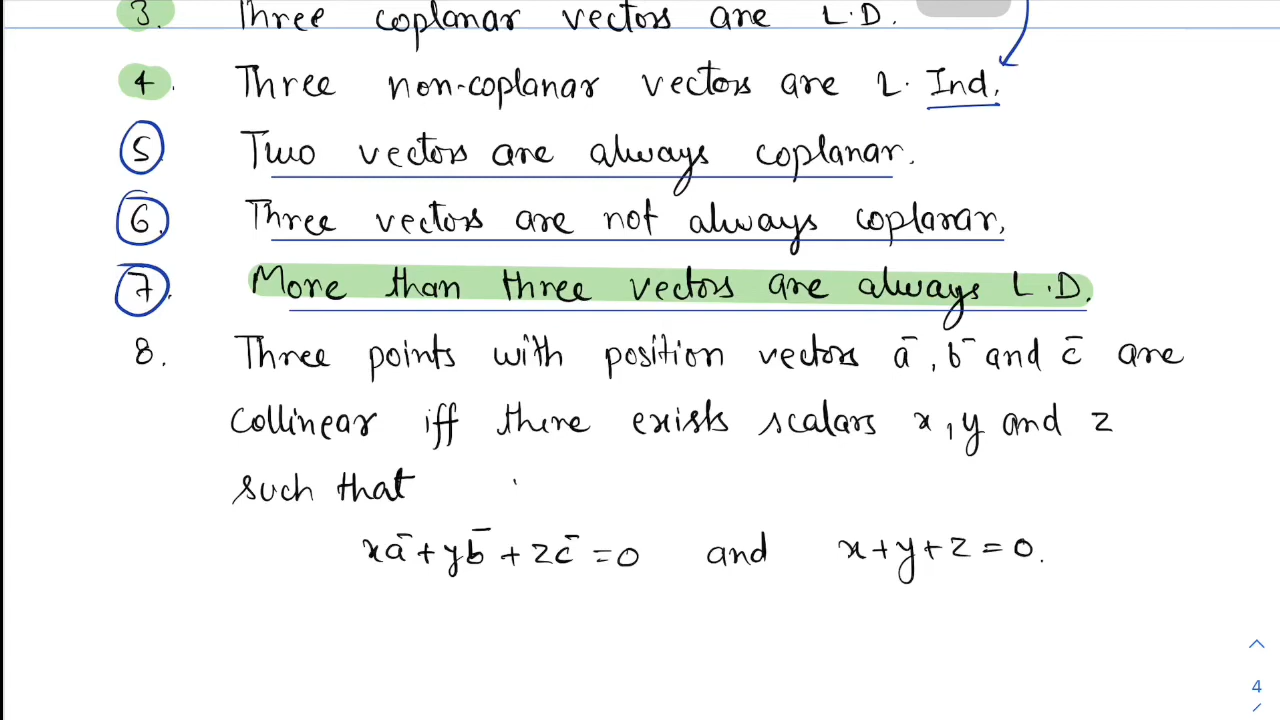 3. Three coplanar vectors are L.D.
4. Three non-coplanar vectors are L. Ind.
5. Two vectors are always coplanar.
6. Three vectors are not always coplanar.
7. More than three vectors are always L.D.
8. Three points with position vectors a̅, b̅ and c̅ are
collinear iff there exists scalars x, y and z
such that
xa̅ + yb̅ + zc̅ = 0 and x+y+z = 0.
4